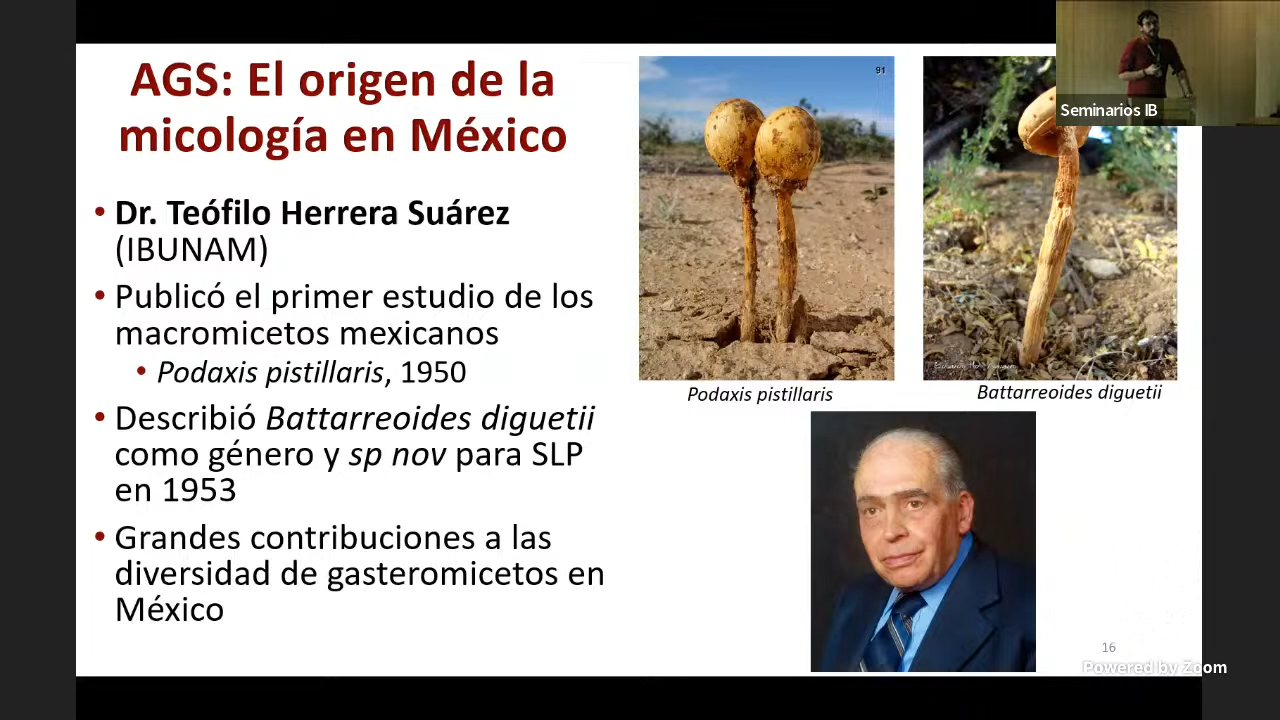 AGS: El origen de la
micología en México
• Dr. Teófilo Herrera Suárez
(IBUNAM)
• Publicó el primer estudio de los
macromicetos mexicanos
• Podaxis pistillaris, 1950
• Describió Battarreoides diguetii
como género y sp nov para SLP
en 1953
• Grandes contribuciones a las
diversidad de gasteromicetos en
México
91
Podaxis pistillaris
Battarreoides diguetii
Seminarios IB
16
Powered by Zoom